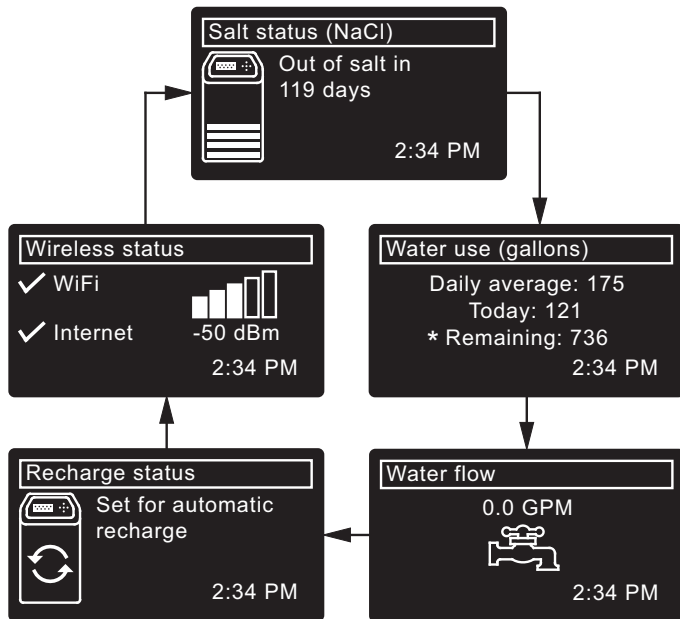 Salt status (NaCl)
Out of salt in
119 days
2:34 PM
Wireless status
WiFi
Internet
-50 dBm
2:34 PM
Water use (gallons)
Daily average: 175
Today: 121
* Remaining: 736
2:34 PM
Recharge status
Set for automatic
recharge
2:34 PM
Water flow
0.0 GPM
2:34 PM